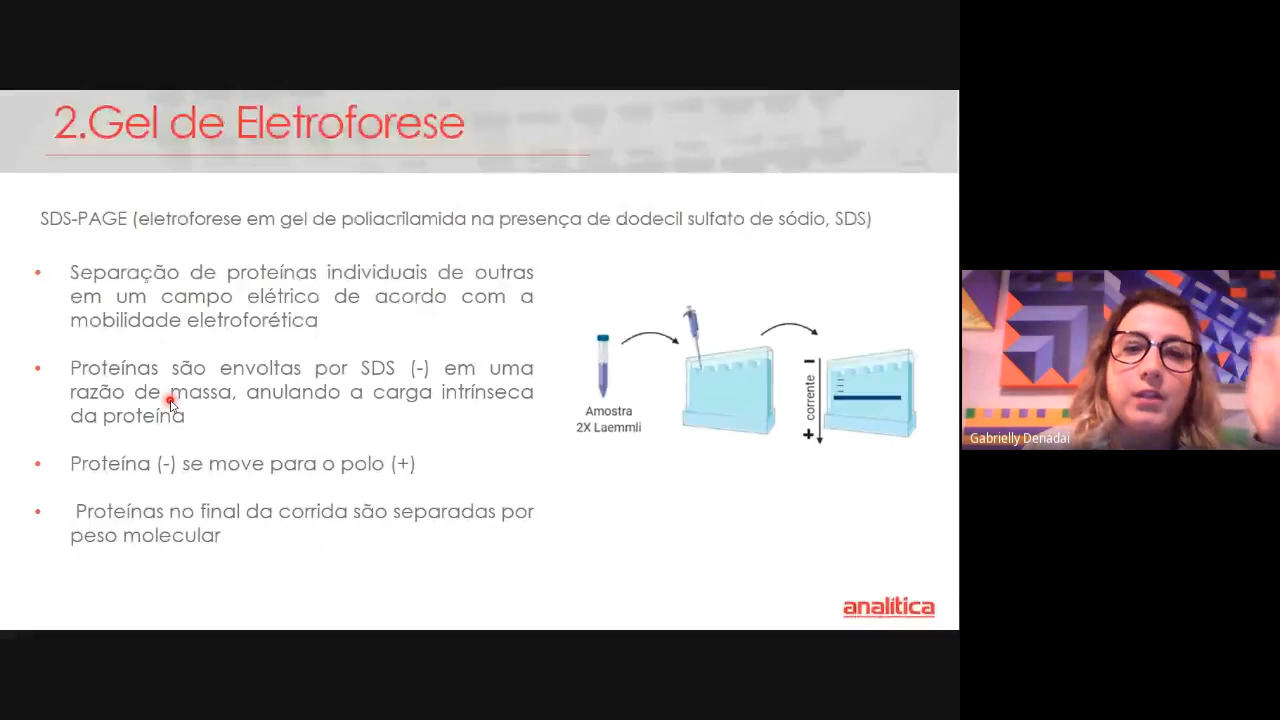 2.Gel de Eletroforese
SDS-PAGE (eletroforese em gel de poliacrilamida na presença de dodecil sulfato de sódio, SDS)
• Separação de proteínas individuais de outras
em um campo elétrico de acordo com a
mobilidade eletroforética
• Proteínas são envoltas por SDS (-) em uma
razão de massa, anulando a carga intrínseca
da proteína
• Proteína (-) se move para o polo (+)
• Proteínas no final da corrida são separadas por
peso molecular
Amostra
2X Laemmli
+ corrente −
analítica
Gabrielly Denadai